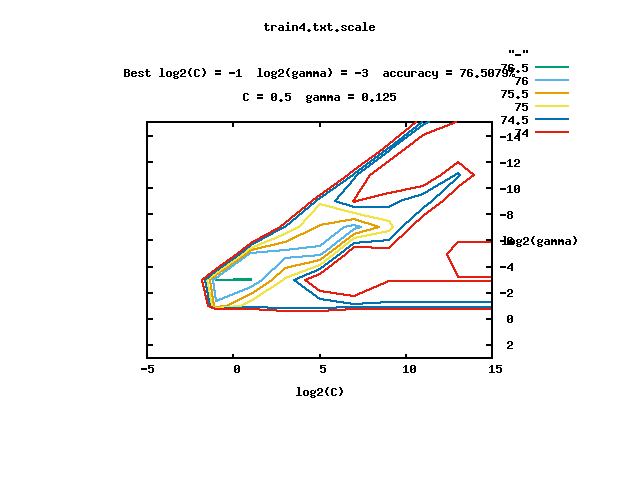 train4.txt.scale
"-"
Best log2(C) = -1 log2(gamma) = -3 accuracy = 76.5079%
76.5
76
C = 0.5 gamma = 0.125
75.5
75
74.5
74
-14
-12
-10
-8
-6
log2(gamma)
-4
-2
0
2
-5 0 5 10 15
log2(C)